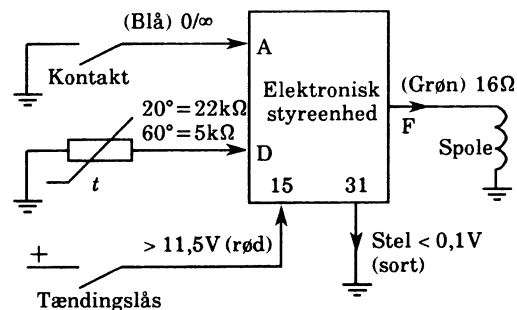 (Blå) 0/∞
A
Kontakt
Elektronisk
styreenhed
(Grøn) 16Ω
F
Spole
20° = 22kΩ
60° = 5kΩ
D
t
15 31
+
> 11,5V (rød)
Tændingslås
Stel < 0,1V
(sort)